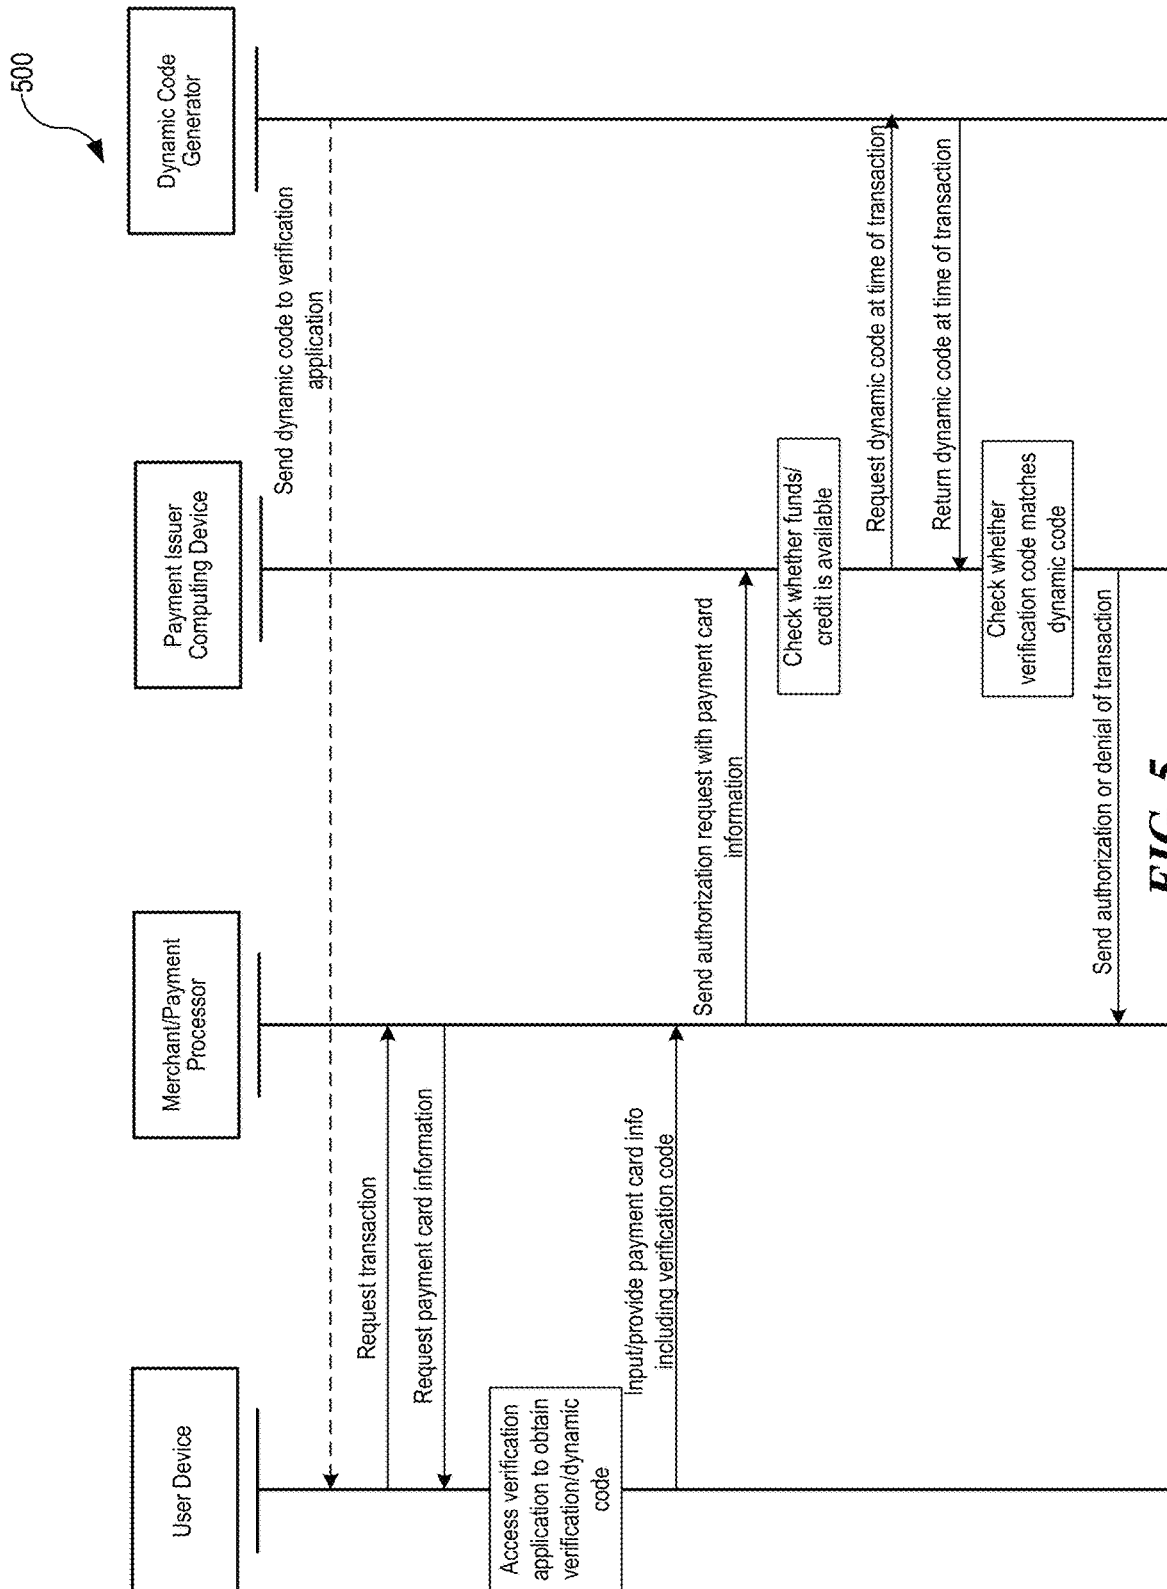 500
User Device
Merchant/Payment
Processor
Payment Issuer
Computing Device
Dynamic Code
Generator
Send dynamic code to verification
application
Request transaction
Request payment card information
Access verification
application to obtain
verification/dynamic
code
Input/provide payment card info
including verification code
Send authorization request with payment card
information
Check whether funds/
credit is available
Request dynamic code at time of transaction
Return dynamic code at time of transaction
Check whether
verification code matches
dynamic code
Send authorization or denial of transaction
FIG. 5